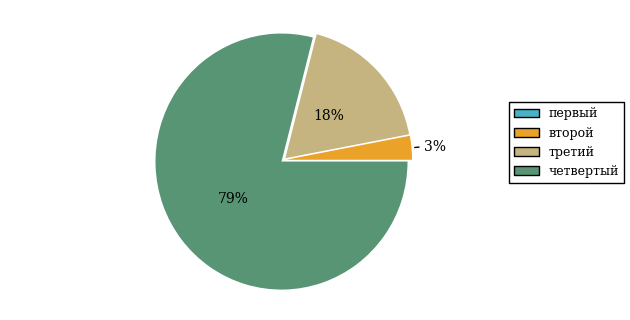 18%
3%
79%
первый
второй
третий
четвертый